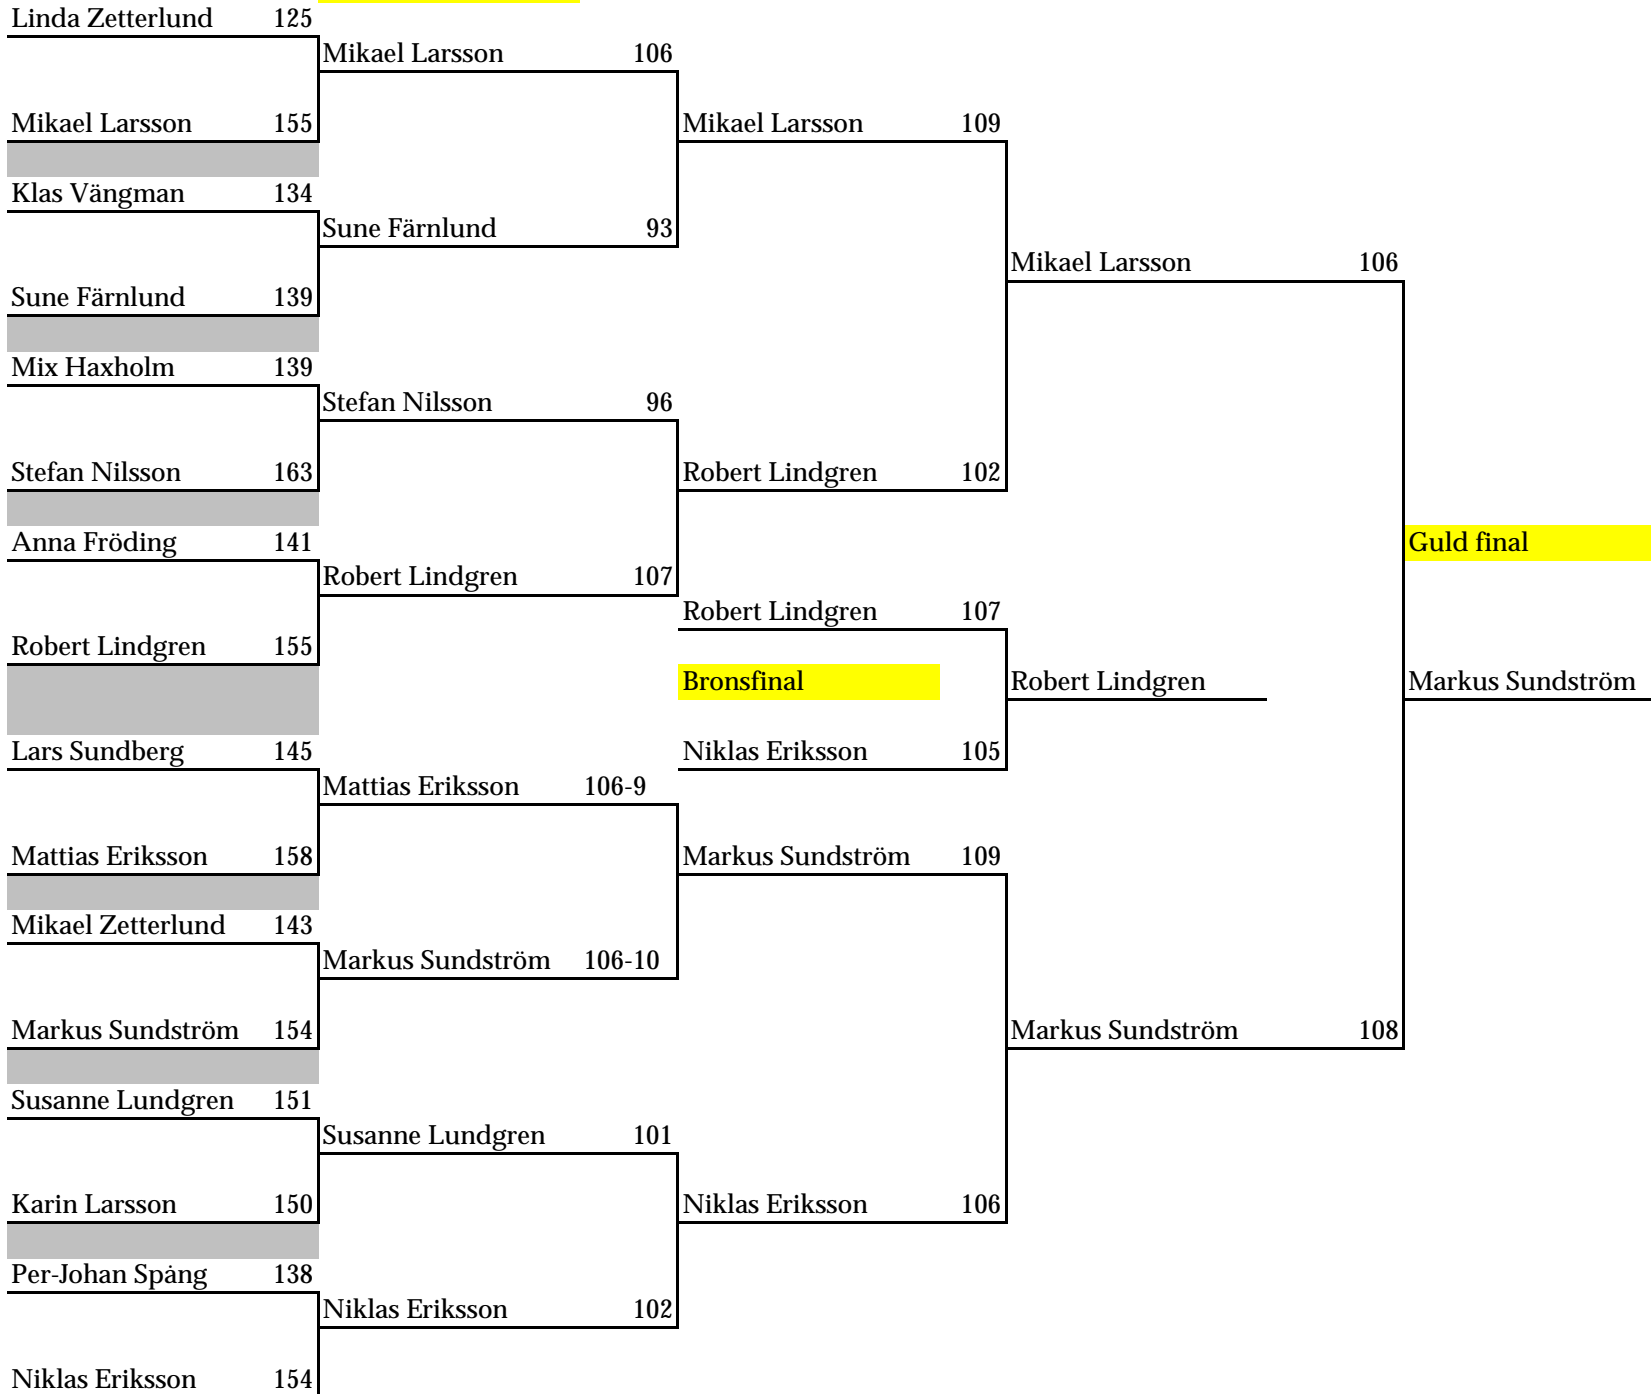 Linda Zetterlund 125
Mikael Larsson 106
Mikael Larsson 155
Mikael Larsson 109
Klas Vängman 134
Sune Färnlund 93
Mikael Larsson 106
Sune Färnlund 139
Mix Haxholm 139
Stefan Nilsson 96
Stefan Nilsson 163
Robert Lindgren 102
Anna Fröding 141
Guld final
Robert Lindgren 107
Robert Lindgren 107
Robert Lindgren 155
Bronsfinal
Robert Lindgren
Markus Sundström
Lars Sundberg 145
Niklas Eriksson 105
Mattias Eriksson 106-9
Mattias Eriksson 158
Markus Sundström 109
Mikael Zetterlund 143
Markus Sundström 106-10
Markus Sundström 154
Markus Sundström 108
Susanne Lundgren 151
Susanne Lundgren 101
Karin Larsson 150
Niklas Eriksson 106
Per-Johan Spång 138
Niklas Eriksson 102
Niklas Eriksson 154